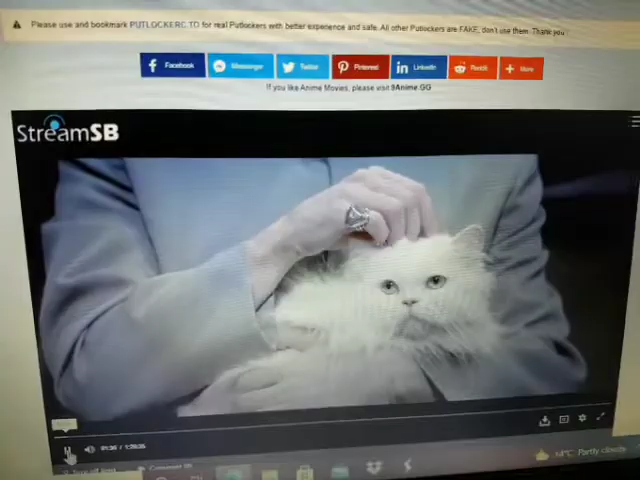 Please use and bookmark PUTLOCKERC.TO for real Putlockers with better experience and safe. All other Putlockers are FAKE, don't use them. Thank you
Facebook
Messenger
Twitter
Pinterest
LinkedIn
Reddit
More
If you like Anime Movies, please visit 9Anime.GG
StreamSB
Partly cloudy